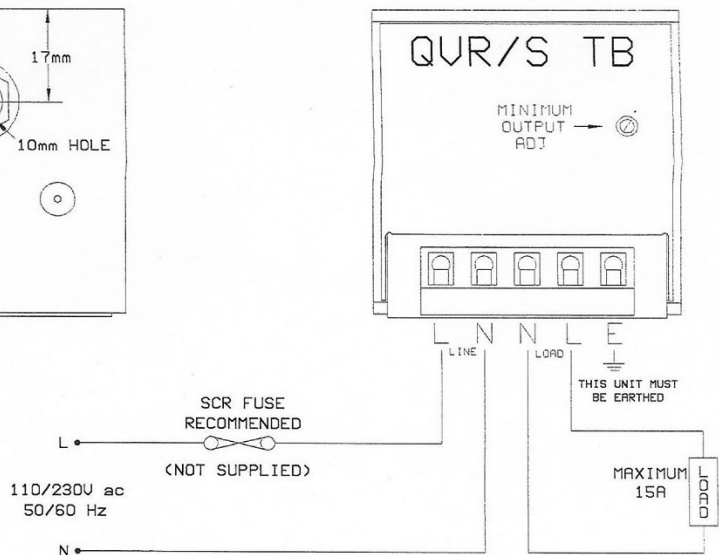 17mm
10mm HOLE
QVR/S TB
MINIMUM
OUTPUT
ADJ
L N N L E
LINE LOAD
THIS UNIT MUST
BE EARTHED
SCR FUSE
RECOMMENDED
(NOT SUPPLIED)
L
110/230V ac
50/60 Hz
N
MAXIMUM
15A
LOAD